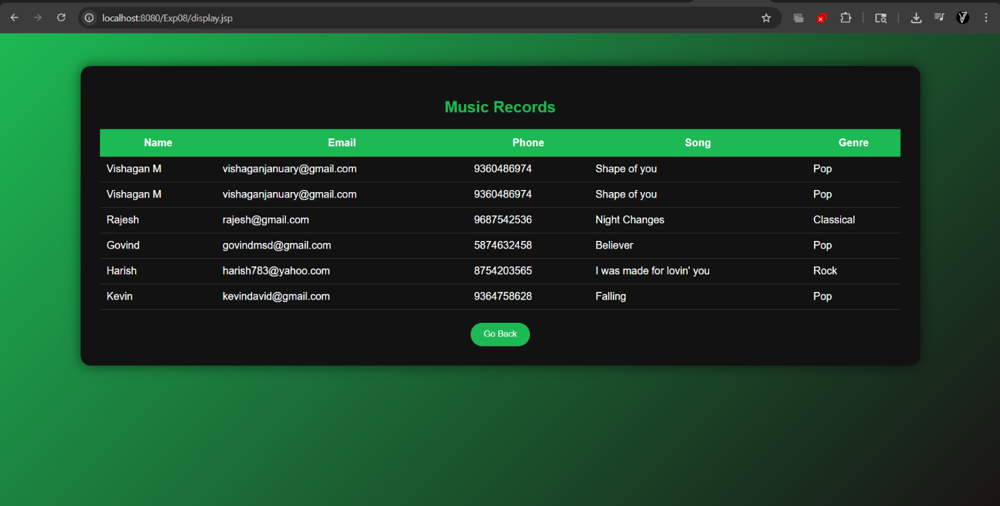 localhost:8080/Exp08/display.jsp
Music Records
Name Email Phone Song Genre
Vishagan M vishaganjanuary@gmail.com 9360486974 Shape of you Pop
Vishagan M vishaganjanuary@gmail.com 9360486974 Shape of you Pop
Rajesh rajesh@gmail.com 9687542536 Night Changes Classical
Govind govindmsd@gmail.com 5874632458 Believer Pop
Harish harish783@yahoo.com 8754203565 I was made for lovin' you Rock
Kevin kevindavid@gmail.com 9364758628 Falling Pop
Go Back